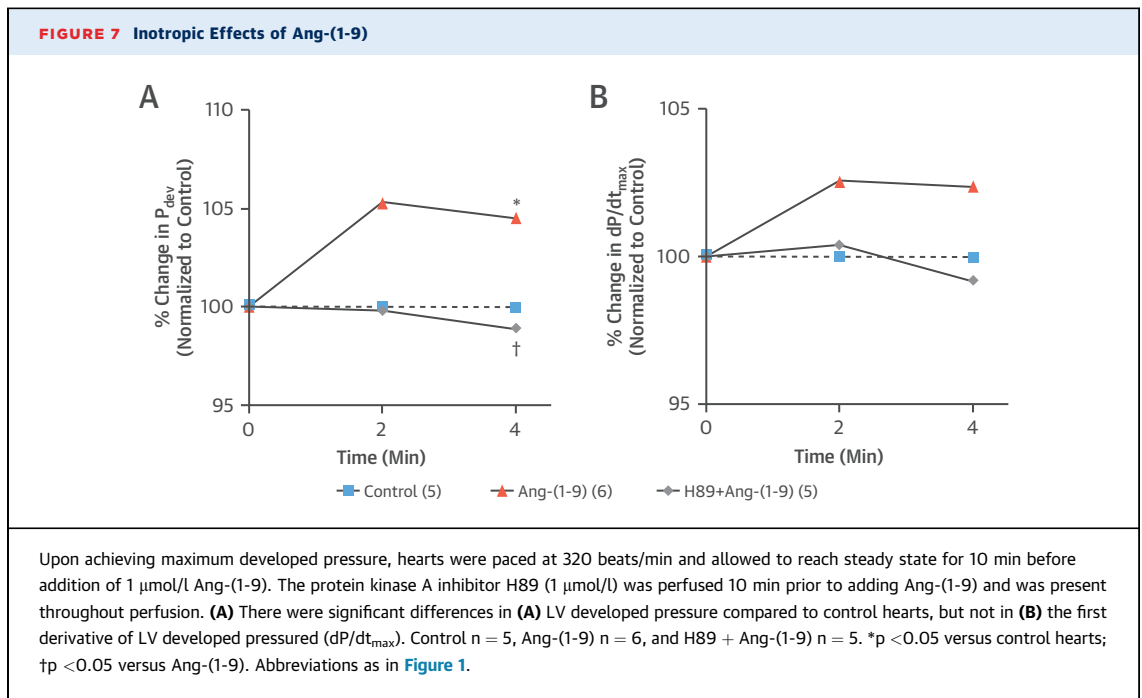 FIGURE 7 Inotropic Effects of Ang-(1-9)
A
% Change in Pdev
(Normalized to Control)
110
105
100
95
*
†
0
2
4
Time (Min)
B
% Change in dP/dtmax
(Normalized to Control)
105
100
95
0
2
4
Time (Min)
Control (5)
Ang-(1-9) (6)
H89+Ang-(1-9) (5)
Upon achieving maximum developed pressure, hearts were paced at 320 beats/min and allowed to reach steady state for 10 min before
addition of 1 μmol/l Ang-(1-9). The protein kinase A inhibitor H89 (1 μmol/l) was perfused 10 min prior to adding Ang-(1-9) and was present
throughout perfusion. (A) There were significant differences in (A) LV developed pressure compared to control hearts, but not in (B) the first
derivative of LV developed pressured (dP/dtmax). Control n = 5, Ang-(1-9) n = 6, and H89 + Ang-(1-9) n = 5. *p <0.05 versus control hearts;
†p <0.05 versus Ang-(1-9). Abbreviations as in Figure 1.